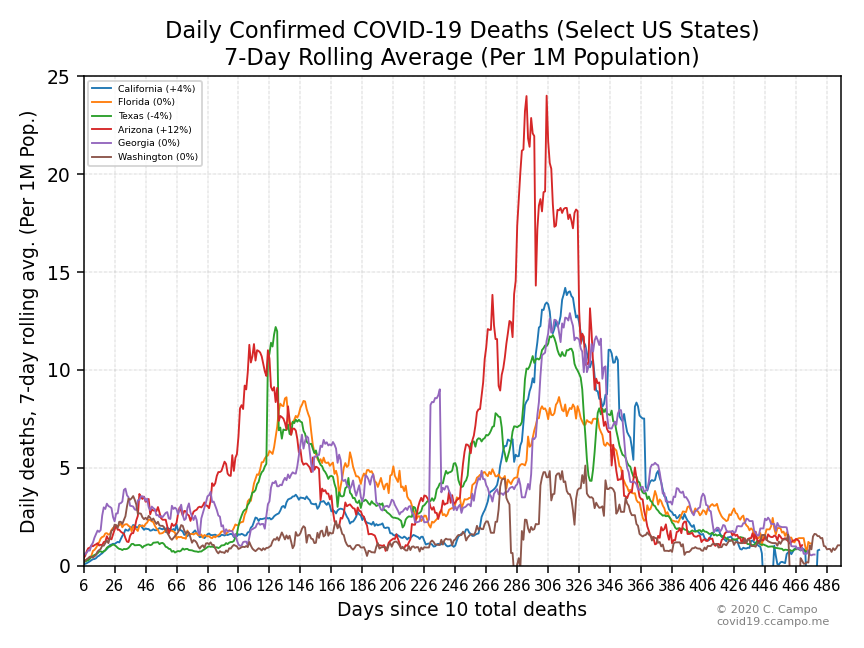 Daily Confirmed COVID-19 Deaths (Select US States)
7-Day Rolling Average (Per 1M Population)
Daily deaths, 7-day rolling avg. (Per 1M Pop.)
25
20
15
10
5
0
California (+4%)
Florida (0%)
Texas (-4%)
Arizona (+12%)
Georgia (0%)
Washington (0%)
6 26 46 66 86 106 126 146 166 186 206 226 246 266 286 306 326 346 366 386 406 426 446 466 486
Days since 10 total deaths
© 2020 C. Campo
covid19.ccampo.me